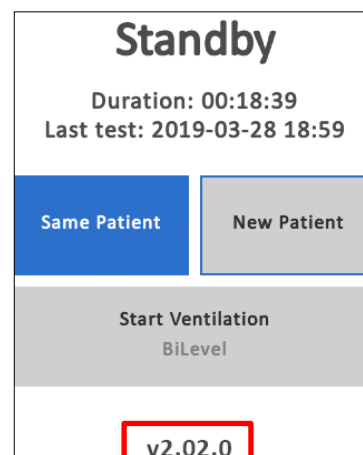 Standby
Duration: 00:18:39
Last test: 2019-03-28 18:59
Same Patient
New Patient
Start Ventilation
BiLevel
v2.02.0